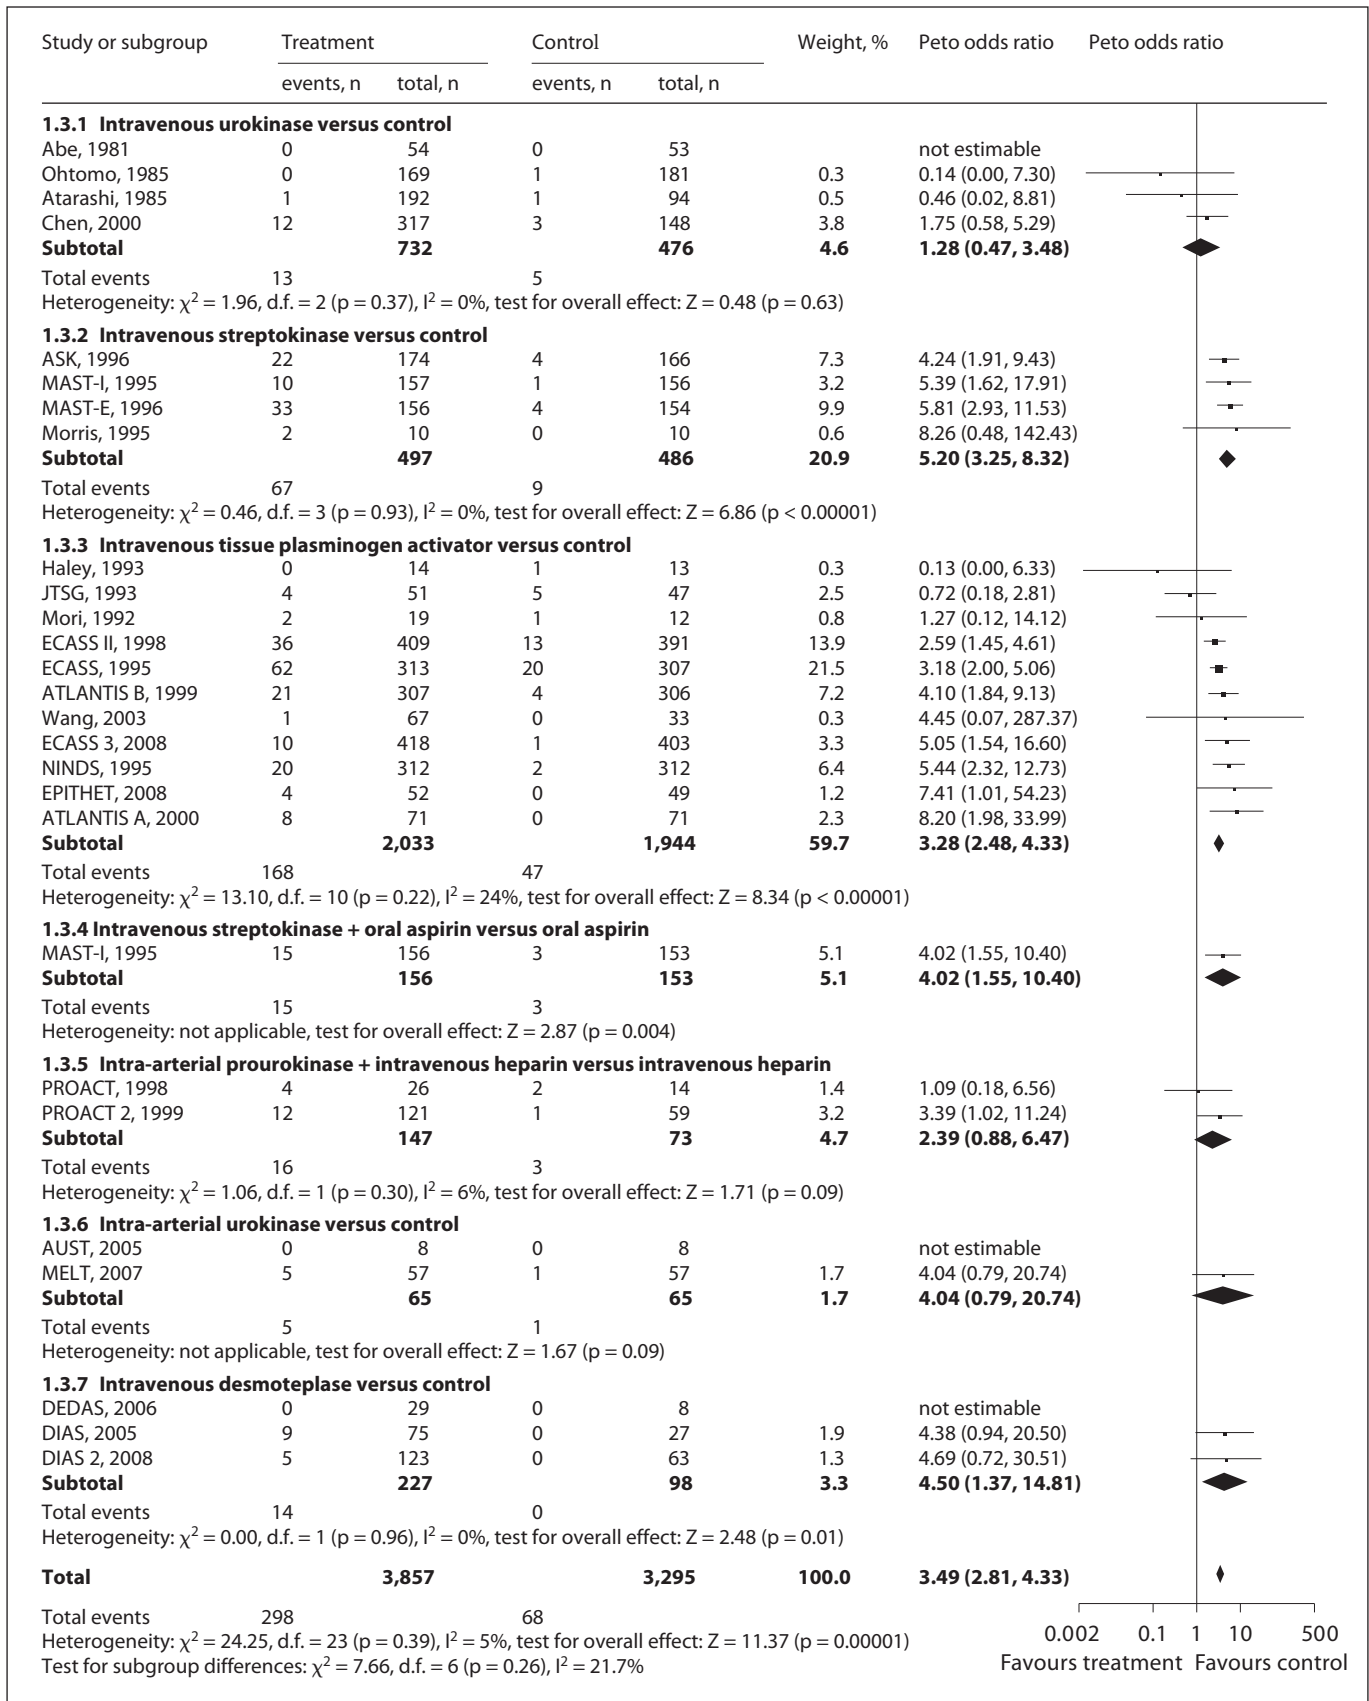 Study or subgroup Treatment Control Weight, % Peto odds ratio Peto odds ratio
events, n total, n events, n total, n
1.3.1 Intravenous urokinase versus control
Abe, 1981 0 54 0 53 not estimable
Ohtomo, 1985 0 169 1 181 0.3 0.14 (0.00, 7.30)
Atarashi, 1985 1 192 1 94 0.5 0.46 (0.02, 8.81)
Chen, 2000 12 317 3 148 3.8 1.75 (0.58, 5.29)
Subtotal 732 476 4.6 1.28 (0.47, 3.48)
Total events 13 5
Heterogeneity: χ² = 1.96, d.f. = 2 (p = 0.37), I² = 0%, test for overall effect: Z = 0.48 (p = 0.63)
1.3.2 Intravenous streptokinase versus control
ASK, 1996 22 174 4 166 7.3 4.24 (1.91, 9.43)
MAST-I, 1995 10 157 1 156 3.2 5.39 (1.62, 17.91)
MAST-E, 1996 33 156 4 154 9.9 5.81 (2.93, 11.53)
Morris, 1995 2 10 0 10 0.6 8.26 (0.48, 142.43)
Subtotal 497 486 20.9 5.20 (3.25, 8.32)
Total events 67 9
Heterogeneity: χ² = 0.46, d.f. = 3 (p = 0.93), I² = 0%, test for overall effect: Z = 6.86 (p < 0.00001)
1.3.3 Intravenous tissue plasminogen activator versus control
Haley, 1993 0 14 1 13 0.3 0.13 (0.00, 6.33)
JTSG, 1993 4 51 5 47 2.5 0.72 (0.18, 2.81)
Mori, 1992 2 19 1 12 0.8 1.27 (0.12, 14.12)
ECASS II, 1998 36 409 13 391 13.9 2.59 (1.45, 4.61)
ECASS, 1995 62 313 20 307 21.5 3.18 (2.00, 5.06)
ATLANTIS B, 1999 21 307 4 306 7.2 4.10 (1.84, 9.13)
Wang, 2003 1 67 0 33 0.3 4.45 (0.07, 287.37)
ECASS 3, 2008 10 418 1 403 3.3 5.05 (1.54, 16.60)
NINDS, 1995 20 312 2 312 6.4 5.44 (2.32, 12.73)
EPITHET, 2008 4 52 0 49 1.2 7.41 (1.01, 54.23)
ATLANTIS A, 2000 8 71 0 71 2.3 8.20 (1.98, 33.99)
Subtotal 2,033 1,944 59.7 3.28 (2.48, 4.33)
Total events 168 47
Heterogeneity: χ² = 13.10, d.f. = 10 (p = 0.22), I² = 24%, test for overall effect: Z = 8.34 (p < 0.00001)
1.3.4 Intravenous streptokinase + oral aspirin versus oral aspirin
MAST-I, 1995 15 156 3 153 5.1 4.02 (1.55, 10.40)
Subtotal 156 153 5.1 4.02 (1.55, 10.40)
Total events 15 3
Heterogeneity: not applicable, test for overall effect: Z = 2.87 (p = 0.004)
1.3.5 Intra-arterial prourokinase + intravenous heparin versus intravenous heparin
PROACT, 1998 4 26 2 14 1.4 1.09 (0.18, 6.56)
PROACT 2, 1999 12 121 1 59 3.2 3.39 (1.02, 11.24)
Subtotal 147 73 4.7 2.39 (0.88, 6.47)
Total events 16 3
Heterogeneity: χ² = 1.06, d.f. = 1 (p = 0.30), I² = 6%, test for overall effect: Z = 1.71 (p = 0.09)
1.3.6 Intra-arterial urokinase versus control
AUST, 2005 0 8 0 8 not estimable
MELT, 2007 5 57 1 57 1.7 4.04 (0.79, 20.74)
Subtotal 65 65 1.7 4.04 (0.79, 20.74)
Total events 5 1
Heterogeneity: not applicable, test for overall effect: Z = 1.67 (p = 0.09)
1.3.7 Intravenous desmoteplase versus control
DEDAS, 2006 0 29 0 8 not estimable
DIAS, 2005 9 75 0 27 1.9 4.38 (0.94, 20.50)
DIAS 2, 2008 5 123 0 63 1.3 4.69 (0.72, 30.51)
Subtotal 227 98 3.3 4.50 (1.37, 14.81)
Total events 14 0
Heterogeneity: χ² = 0.00, d.f. = 1 (p = 0.96), I² = 0%, test for overall effect: Z = 2.48 (p = 0.01)
Total 3,857 3,295 100.0 3.49 (2.81, 4.33)
Total events 298 68
Heterogeneity: χ² = 24.25, d.f. = 23 (p = 0.39), I² = 5%, test for overall effect: Z = 11.37 (p = 0.00001)
Test for subgroup differences: χ² = 7.66, d.f. = 6 (p = 0.26), I² = 21.7%
0.002 0.1 1 10 500
Favours treatment Favours control